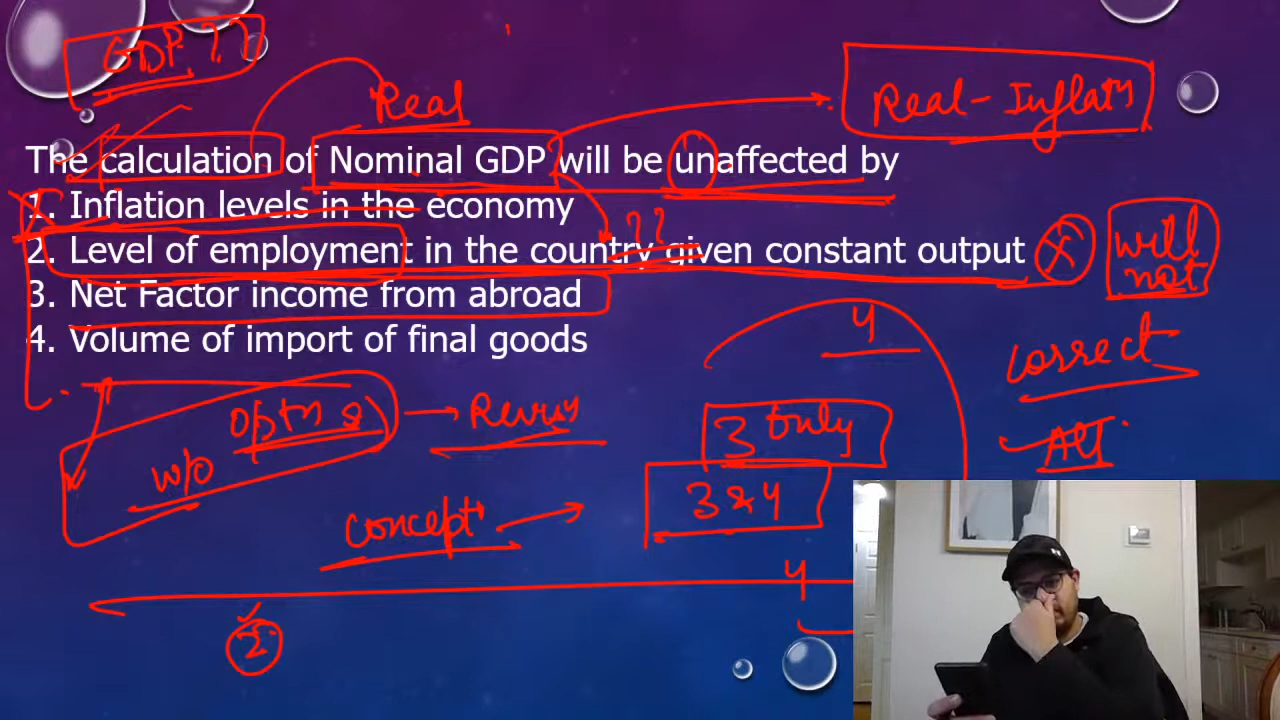 GDP ??
Real
Real - Inflatn
The calculation of Nominal GDP will be unaffected by
1. Inflation levels in the economy
??
2. Level of employment in the country given constant output
will
not
3. Net Factor income from abroad
4. Volume of import of final goods
4
correct
optn
w/o
3 only
3 & 4
concept
4
2